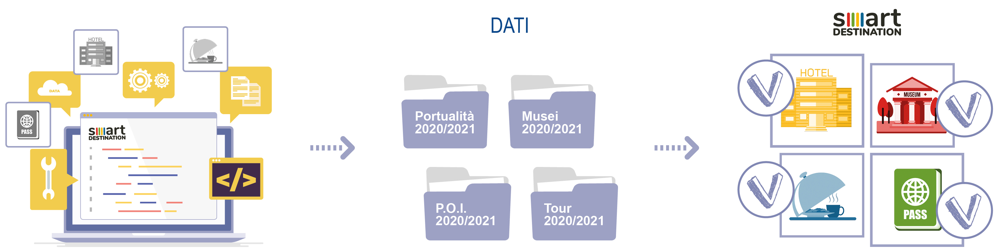 HOTEL
DATA
PASS
smart
DESTINATION
</>
DATI
Portualità
2020/2021
Musei
2020/2021
P.O.I.
2020/2021
Tour
2020/2021
smart
DESTINATION
HOTEL
MUSEUM
PASS